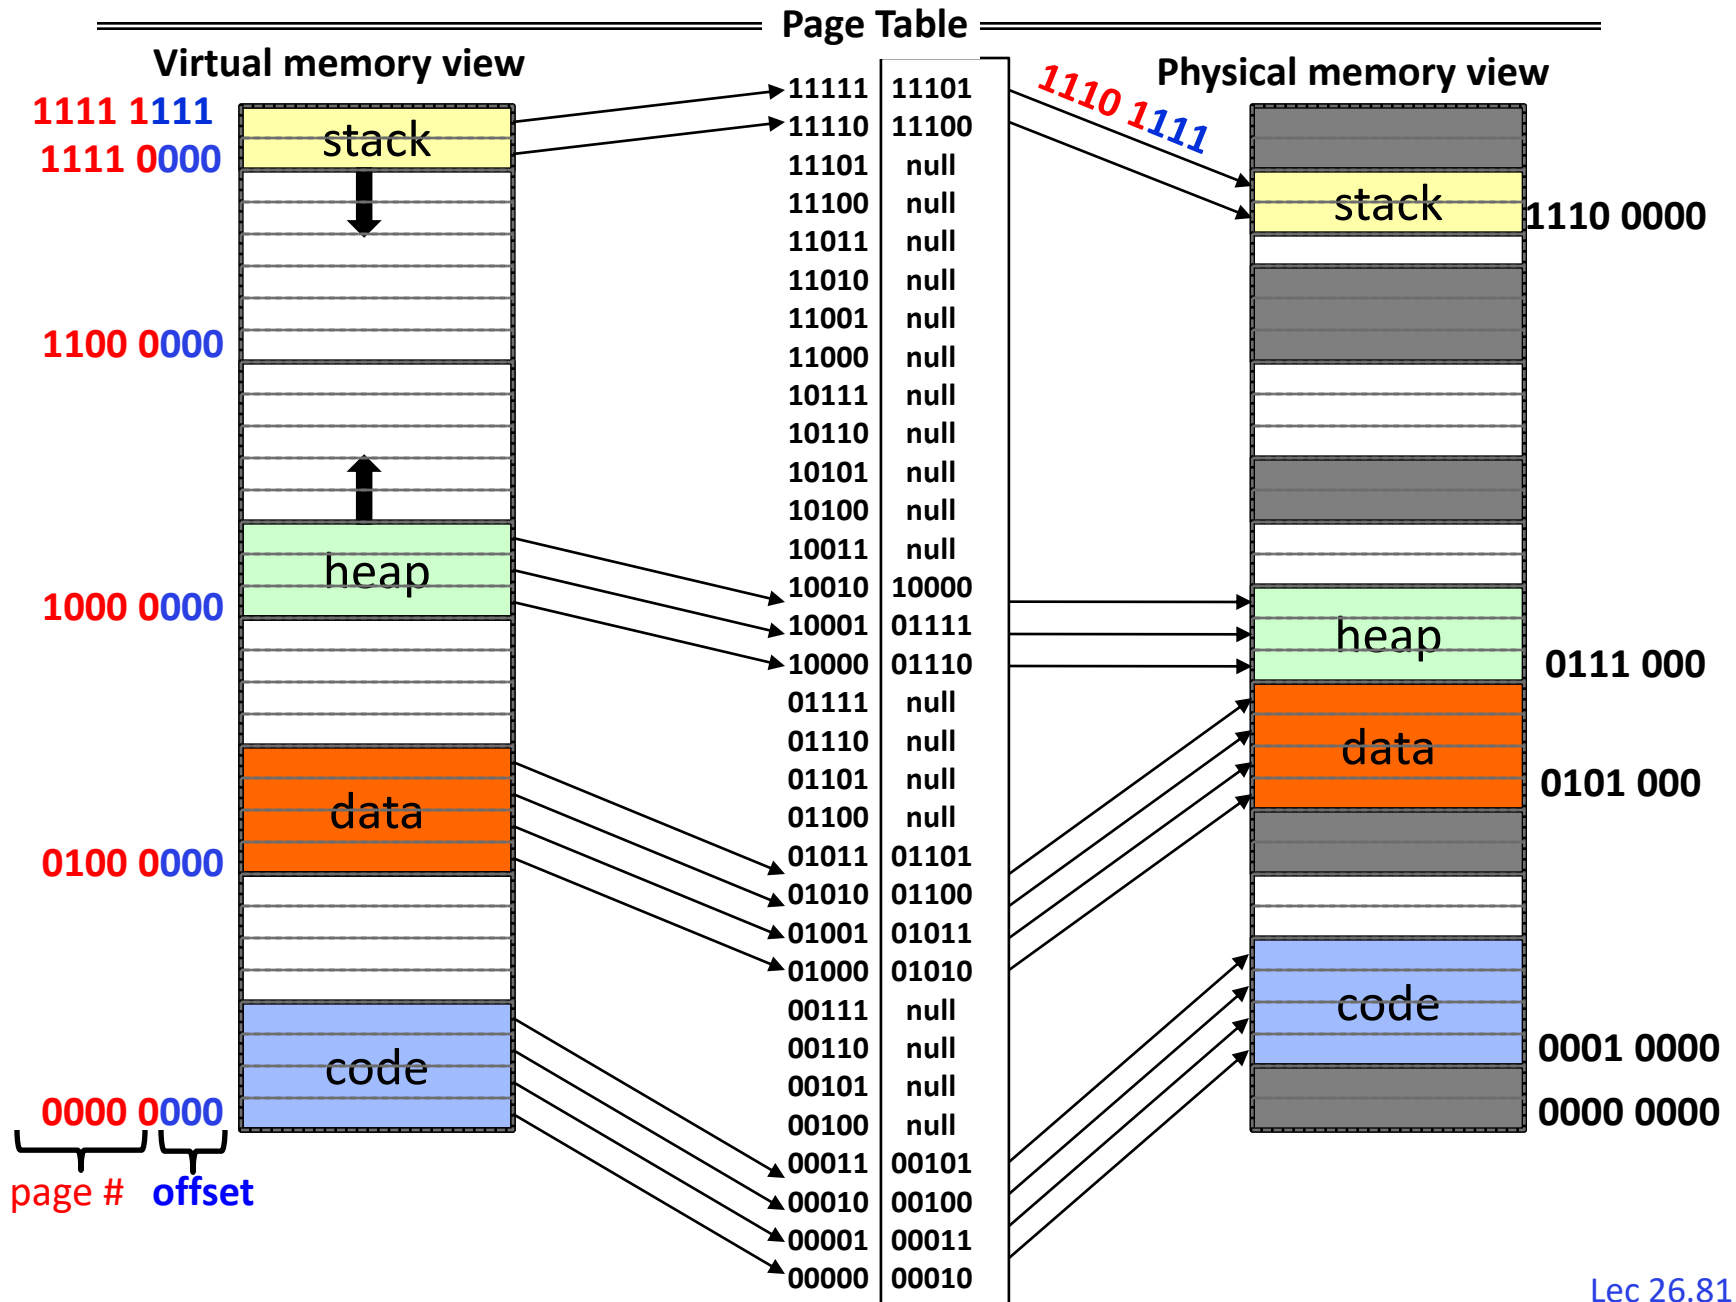 Page Table
Virtual memory view
Physical memory view
1111 1111
1111 0000
1100 0000
1000 0000
0100 0000
0000 0000
page # offset
stack
heap
data
code
11111 11101
11110 11100
11101 null
11100 null
11011 null
11010 null
11001 null
11000 null
10111 null
10110 null
10101 null
10100 null
10011 null
10010 10000
10001 01111
10000 01110
01111 null
01110 null
01101 null
01100 null
01011 01101
01010 01100
01001 01011
01000 01010
00111 null
00110 null
00101 null
00100 null
00011 00101
00010 00100
00001 00011
00000 00010
1110 1111
stack
1110 0000
heap
0111 000
data
0101 000
code
0001 0000
0000 0000
Lec 26.81